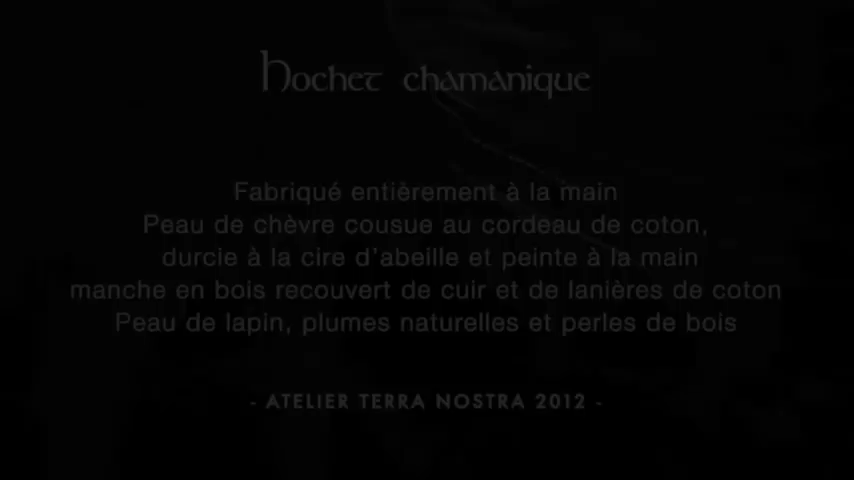 Hochet chamanique
Fabriqué entièrement à la main
Peau de chèvre cousue au cordeau de coton,
durcie à la cire d'abeille et peinte à la main
manche en bois recouvert de cuir et de lanières de coton
Peau de lapin, plumes naturelles et perles de bois
- ATELIER TERRA NOSTRA 2012 -